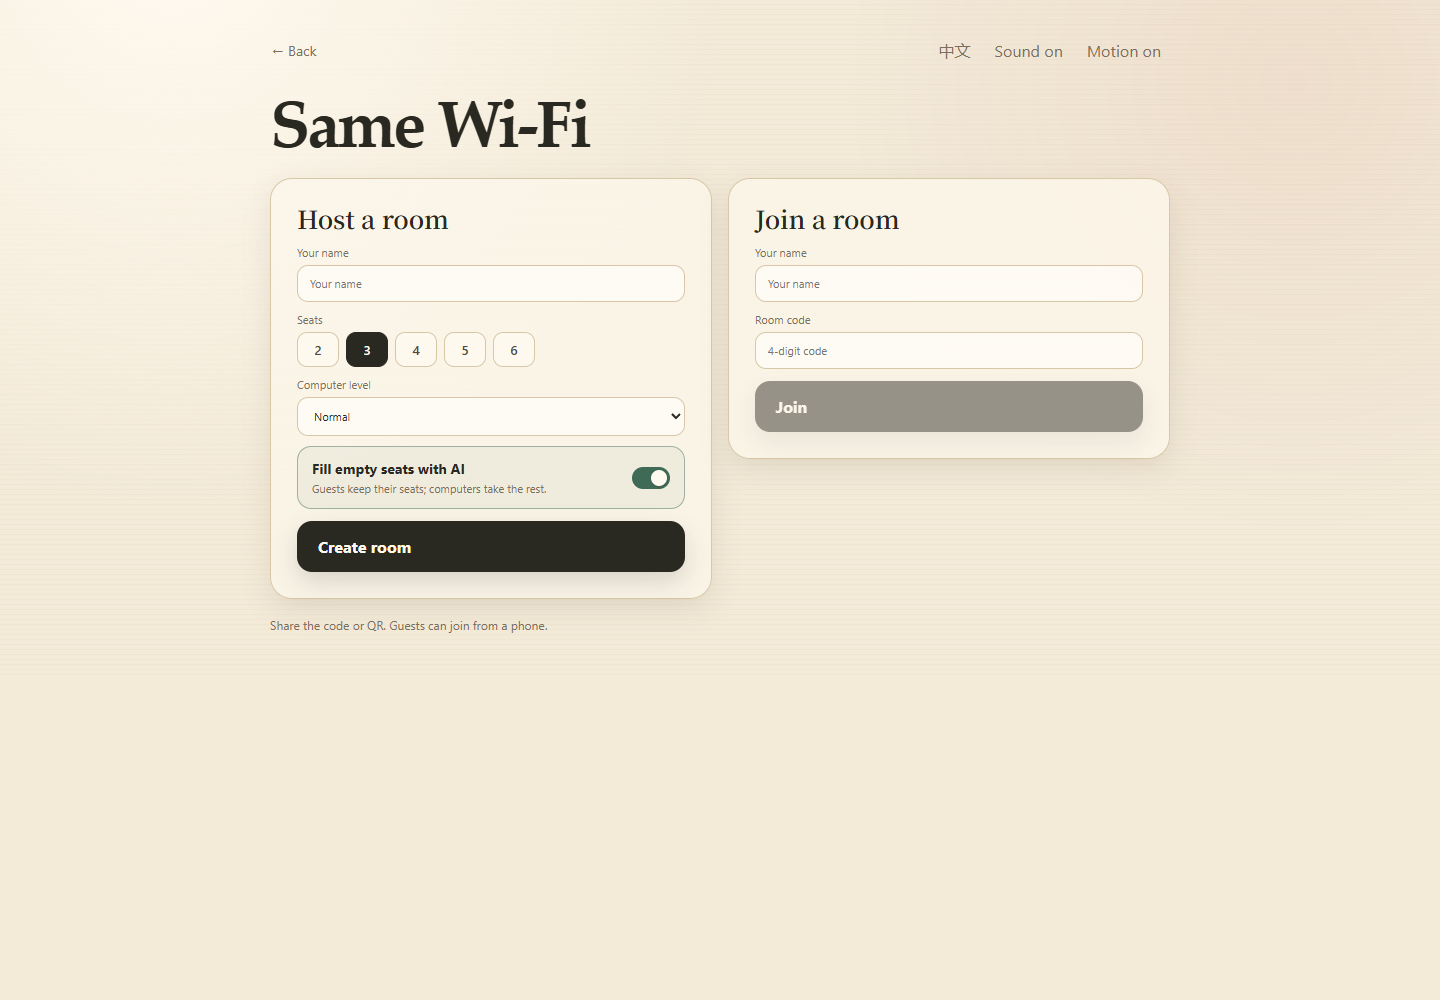 ← Back
中文
Sound on
Motion on
Same Wi-Fi
Host a room
Your name
Your name
Seats
2 3 4 5 6
Computer level
Normal
Fill empty seats with AI
Guests keep their seats; computers take the rest.
Create room
Join a room
Your name
Your name
Room code
4-digit code
Join
Share the code or QR. Guests can join from a phone.